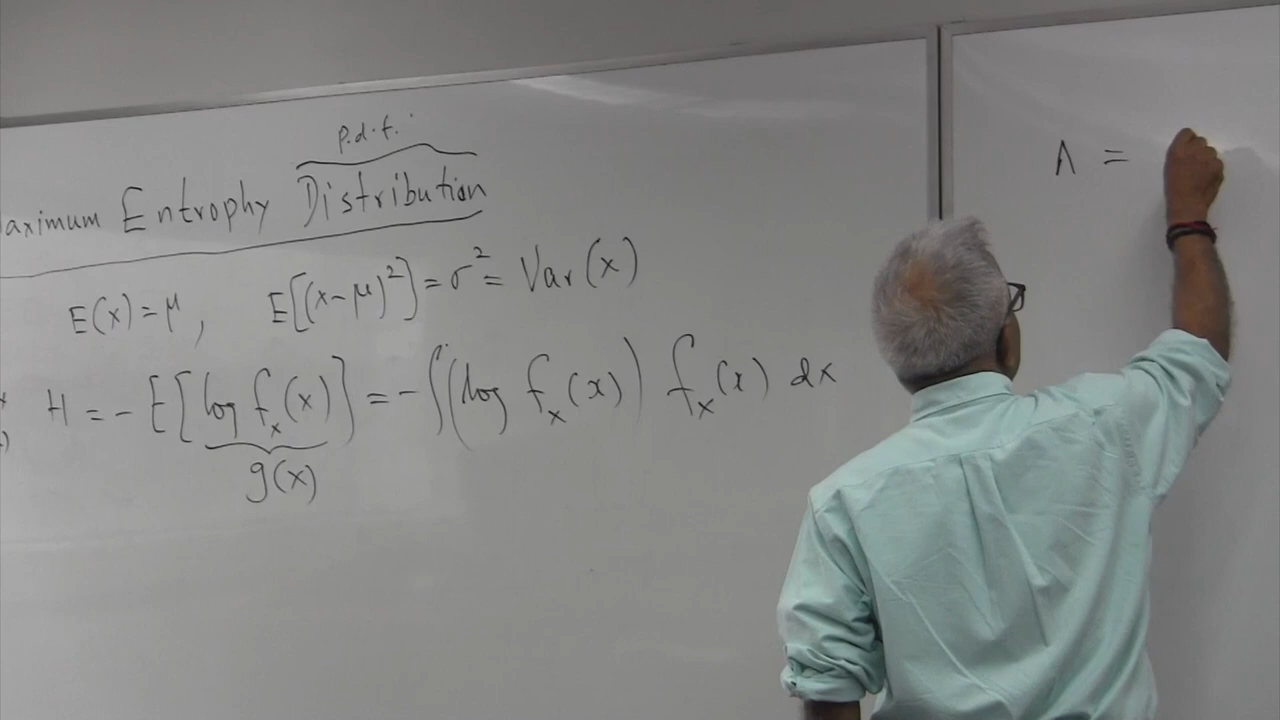 p.d.f.
aximum Entrophy Distribution
E(x) = μ, E[(x-μ)²] = σ² = Var(x)
H = - E[log fₓ(x)] = - ∫(log fₓ(x)) fₓ(x) dx
g(x)
Λ =